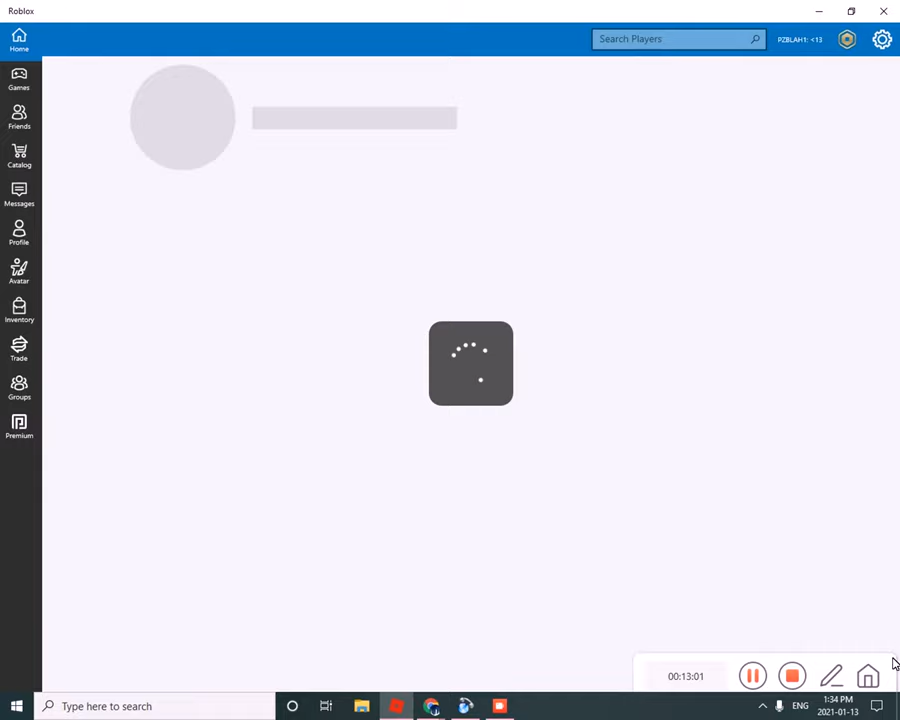 Roblox
Home
Search Players
PZBLAH1: <13
Games
Friends
Catalog
Messages
Profile
Avatar
Inventory
Trade
Groups
Premium
00:13:01
Type here to search
ENG
1:34 PM
2021-01-13